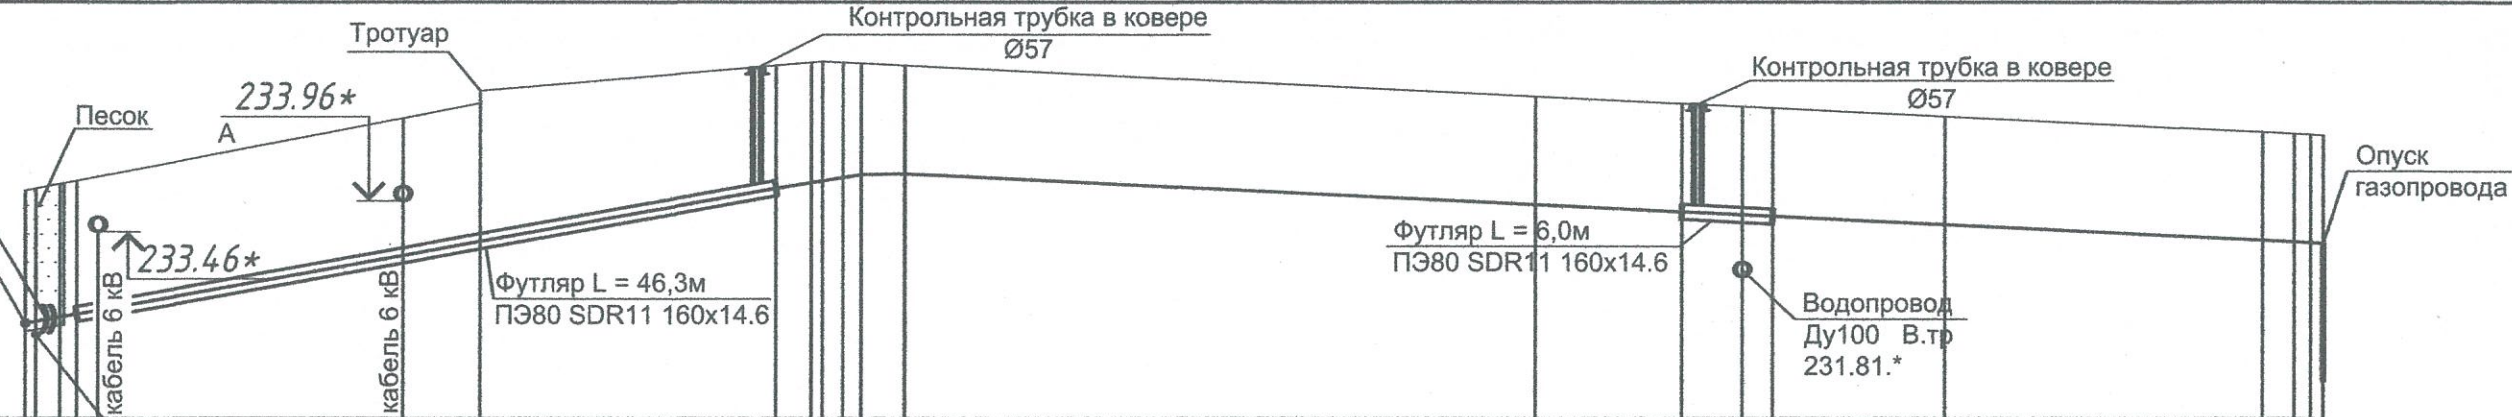 Контрольная трубка в ковере
Ø57
Тротуар
Контрольная трубка в ковере
Ø57
233.96*
А
Песок
Опуск
газопровода
233.46*
Футляр L = 6,0м
ПЭ80 SDR11 160x14.6
Футляр L = 46,3м
ПЭ80 SDR11 160x14.6
кабель 6 кВ
кабель 6 кВ
Водопровод
Ду100 В.тр
231.81.*